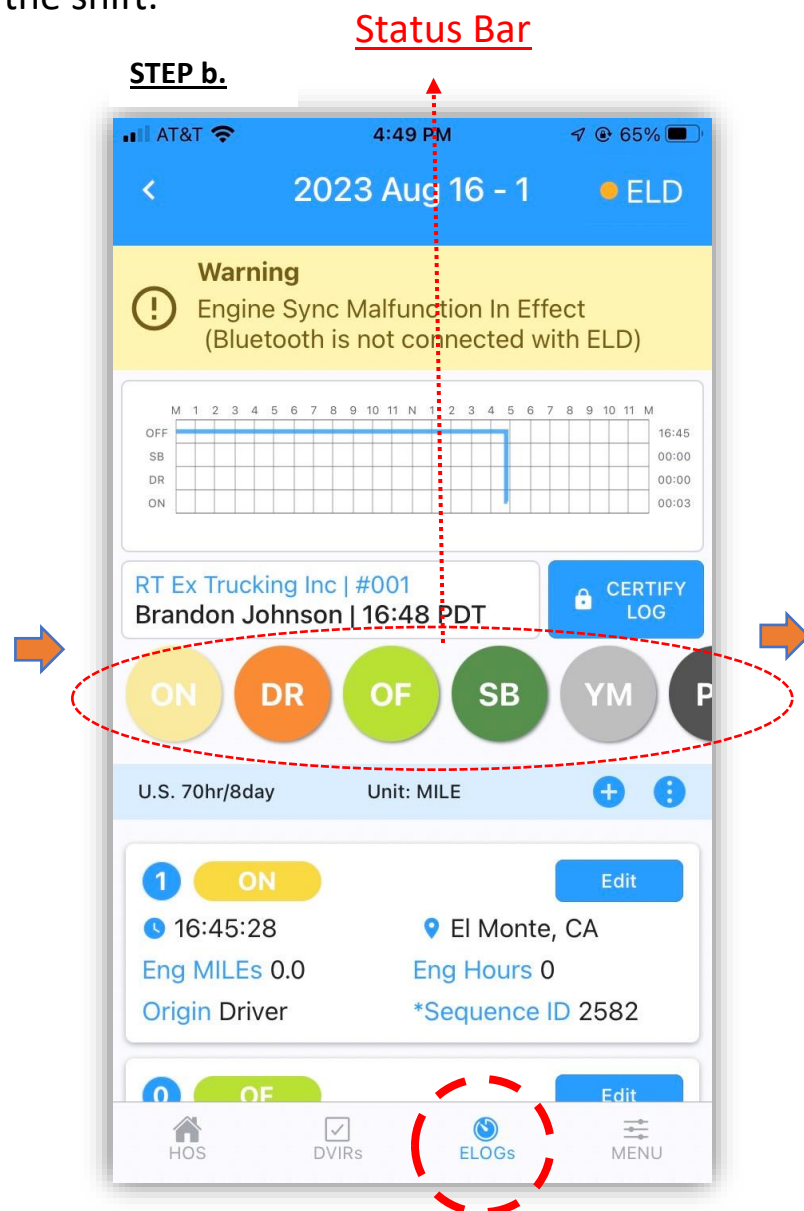 the shift.
Status Bar
STEP b.
AT&T 4:49 PM 65%
2023 Aug 16 - 1 ELD
Warning
Engine Sync Malfunction In Effect
(Bluetooth is not connected with ELD)
M 1 2 3 4 5 6 7 8 9 10 11 N 1 2 3 4 5 6 7 8 9 10 11 M
OFF 16:45
SB 00:00
DR 00:00
ON 00:03
RT Ex Trucking Inc | #001
Brandon Johnson | 16:48 PDT
CERTIFY
LOG
ON DR OF SB YM P
U.S. 70hr/8day Unit: MILE
1 ON Edit
16:45:28 El Monte, CA
Eng MILEs 0.0 Eng Hours 0
Origin Driver *Sequence ID 2582
0 OF Edit
HOS DVIRs ELOGs MENU